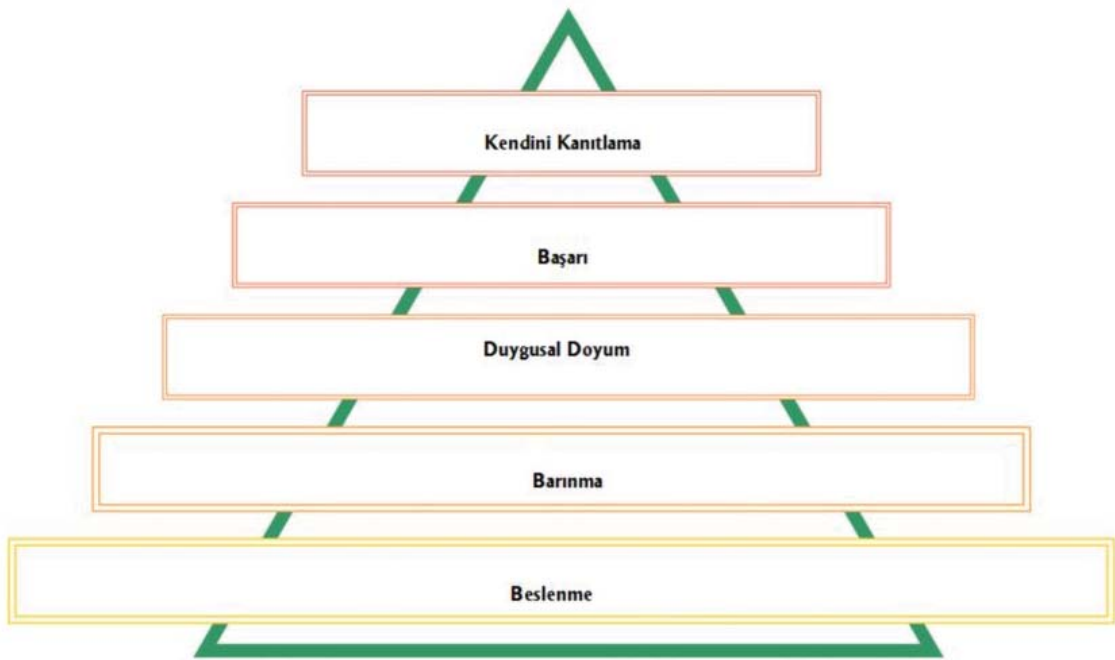 Kendini Kanıtlama
Başarı
Duygusal Doyum
Barınma
Beslenme